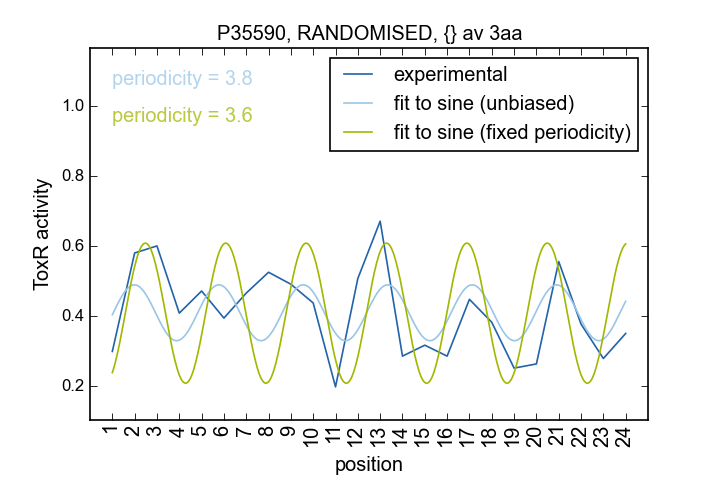 P35590, RANDOMISED, {} av 3aa
periodicity = 3.8
periodicity = 3.6
experimental
fit to sine (unbiased)
fit to sine (fixed periodicity)
ToxR activity
1.0
0.8
0.6
0.4
0.2
1 2 3 4 5 6 7 8 9 10 11 12 13 14 15 16 17 18 19 20 21 22 23 24
position